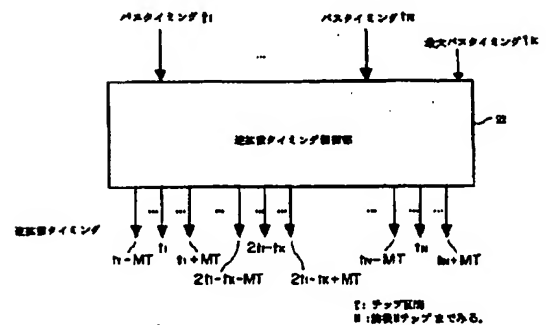 パスタイミング t1
パスタイミング tN
最大パスタイミング tK
...
逆拡散タイミング制御部
22
逆拡散タイミング
... ... ... ... ... ...
t1-MT
t1
t1+MT
2t1-tK-MT
2t1-tK
2t1-tK+MT
tN-MT
tN
tN+MT
T: チップ区間
M: 前後Mチップまでみる。